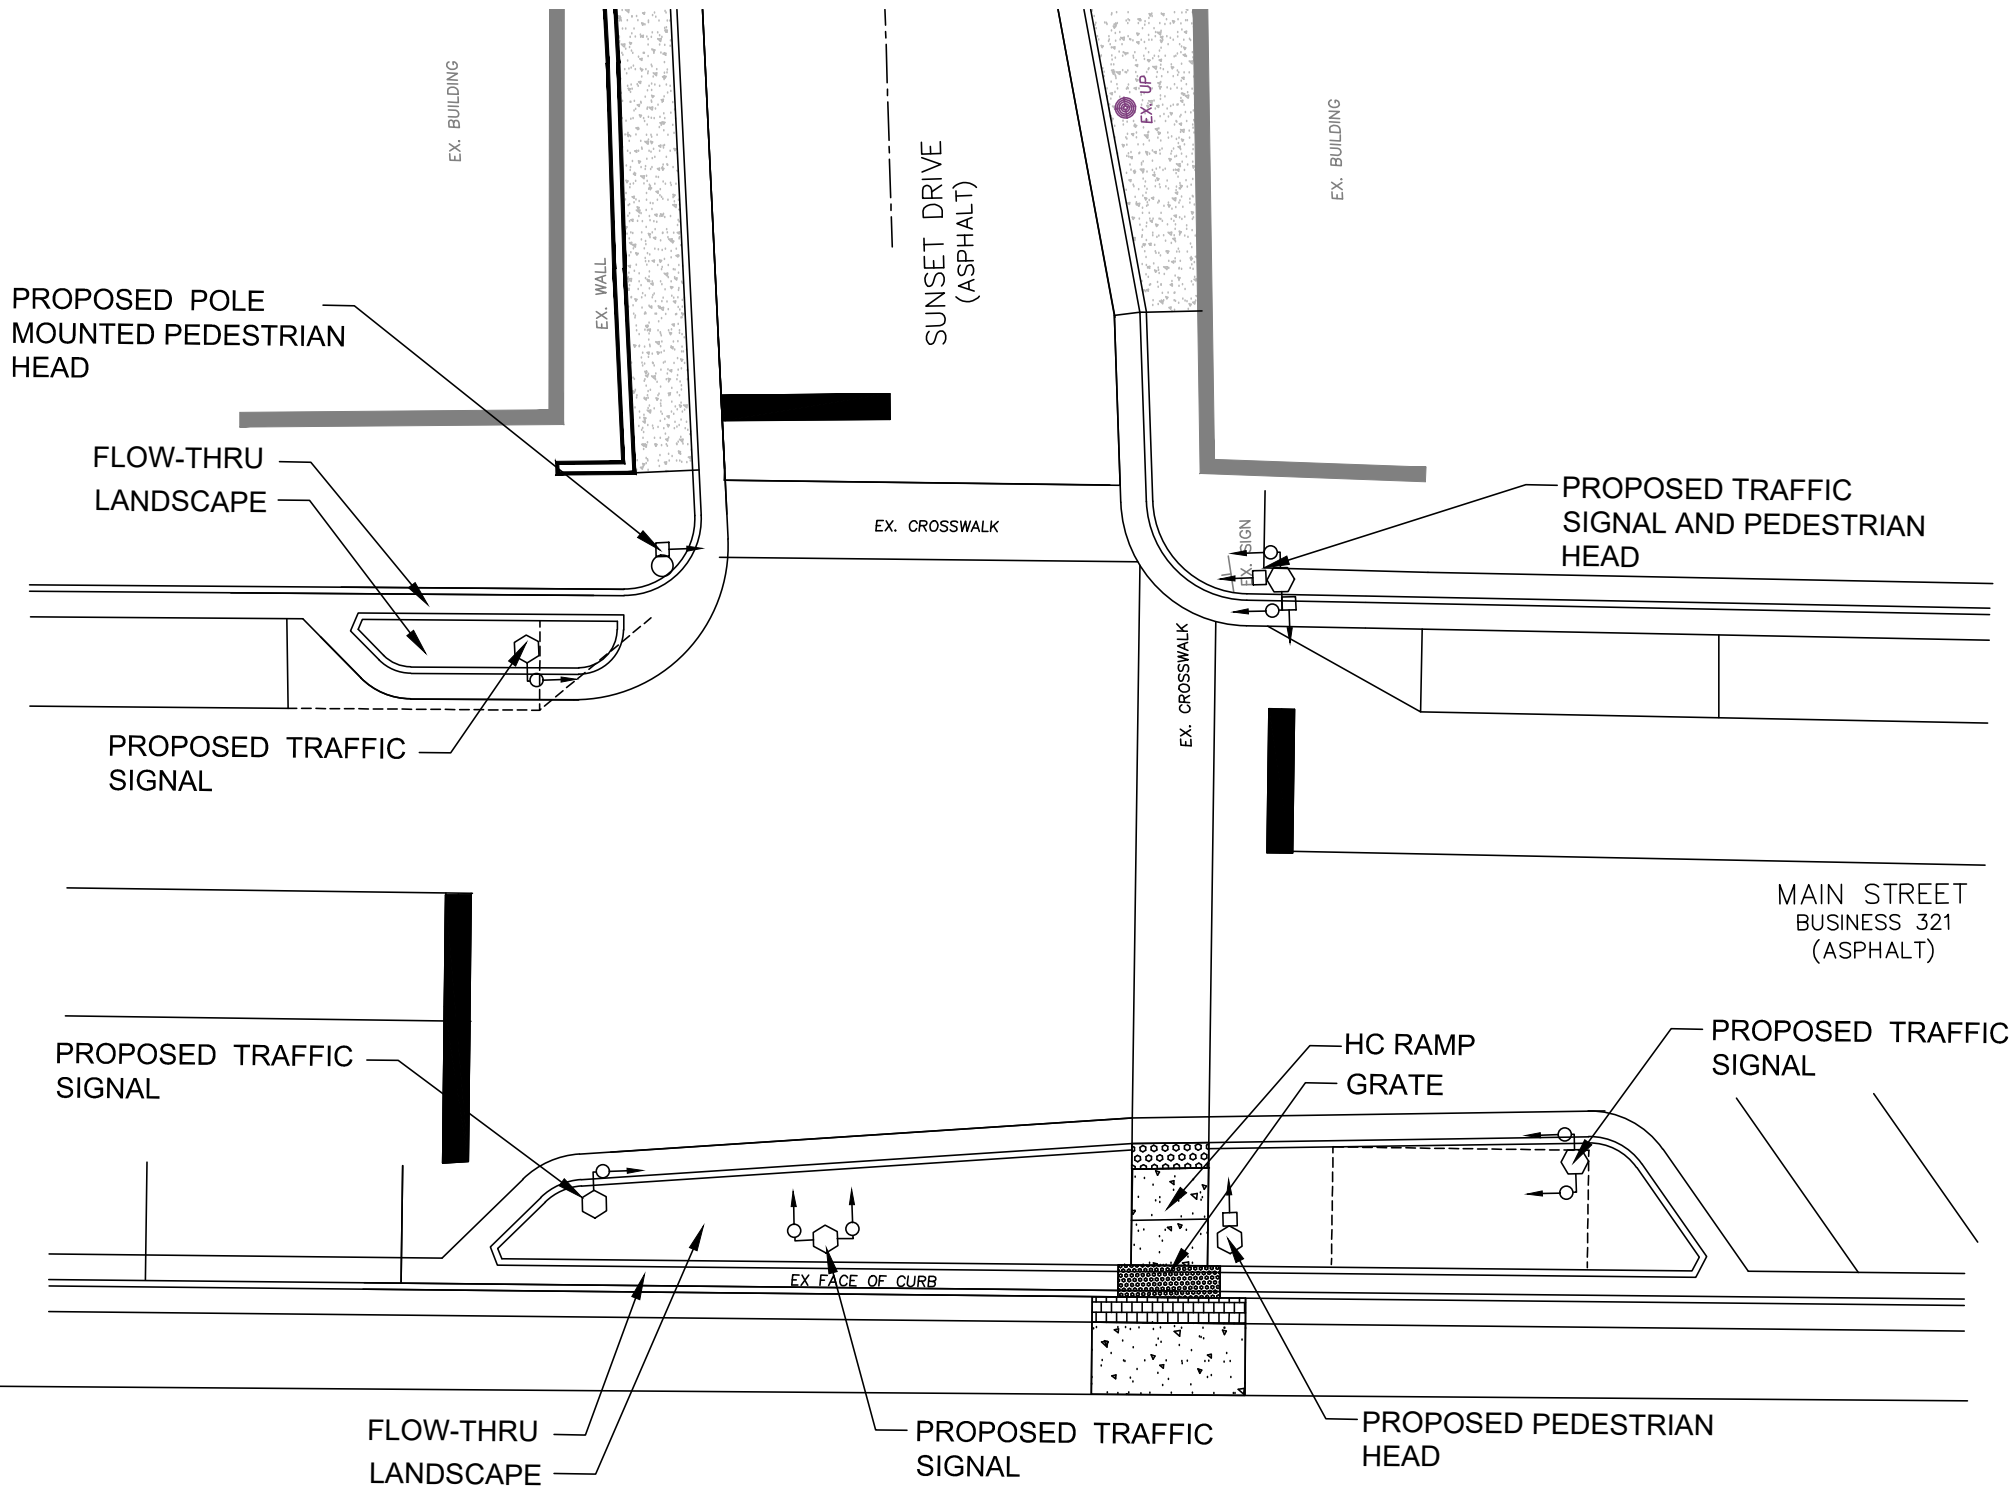 EX. BUILDING
EX. UP
EX. BUILDING
SUNSET DRIVE
(ASPHALT)
EX. WALL
PROPOSED POLE
MOUNTED PEDESTRIAN
HEAD
FLOW-THRU
LANDSCAPE
EX. CROSSWALK
PROPOSED TRAFFIC
SIGNAL AND PEDESTRIAN
HEAD
EX. SIGN
EX. CROSSWALK
PROPOSED TRAFFIC
SIGNAL
MAIN STREET
BUSINESS 321
(ASPHALT)
PROPOSED TRAFFIC
SIGNAL
HC RAMP
GRATE
PROPOSED TRAFFIC
SIGNAL
EX FACE OF CURB
FLOW-THRU
LANDSCAPE
PROPOSED TRAFFIC
SIGNAL
PROPOSED PEDESTRIAN
HEAD